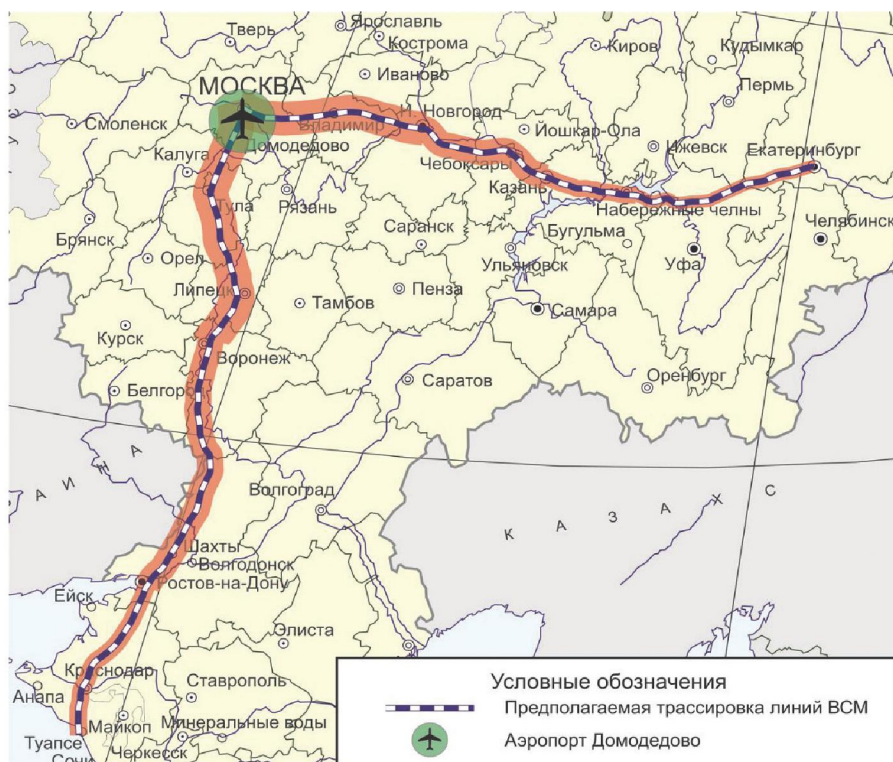 Ярославль
Тверь
Кострома
Киров
Кудымкар
Иваново
МОСКВА
Пермь
Смоленск
Владимир
Н. Новгород
Йошкар-Ола
Домодедово
Ижевск
Калуга
Чебоксары
Екатеринбург
Казань
Тула
Рязань
Набережные челны
Брянск
Саранск
Бугульма
Челябинск
Орел
Ульяновск
Уфа
Липецк
Тамбов
Пенза
Самара
Курск
Воронеж
Белгоро
Саратов
Оренбург
А И Н А
Волгоград
К А З А Х С
Шахты
Волгодонск
Ростов-на-Дону
Ейск
Элиста
Краснодар
Анапа
Ставрополь
Майкоп
Минеральные воды
Туапсе
Черкесск
Сочи
Условные обозначения
Предполагаемая трассировка линий ВСМ
Аэропорт Домодедово